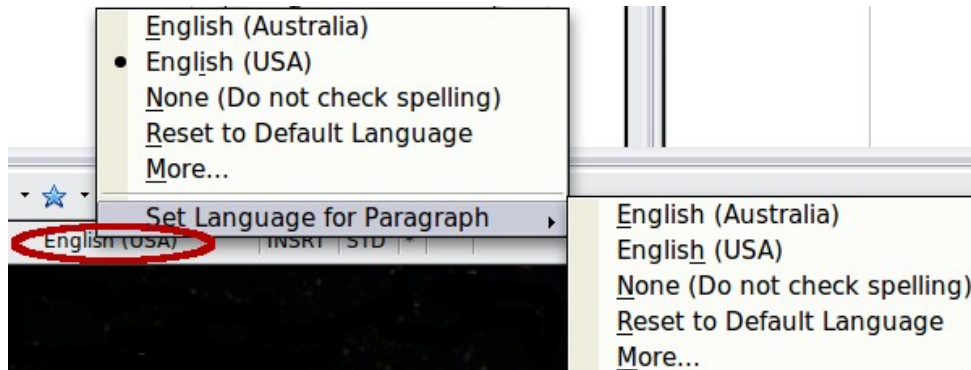 English (Australia)
English (USA)
None (Do not check spelling)
Reset to Default Language
More...
Set Language for Paragraph
English (USA) INSRT STD *
English (Australia)
English (USA)
None (Do not check spelling)
Reset to Default Language
More...